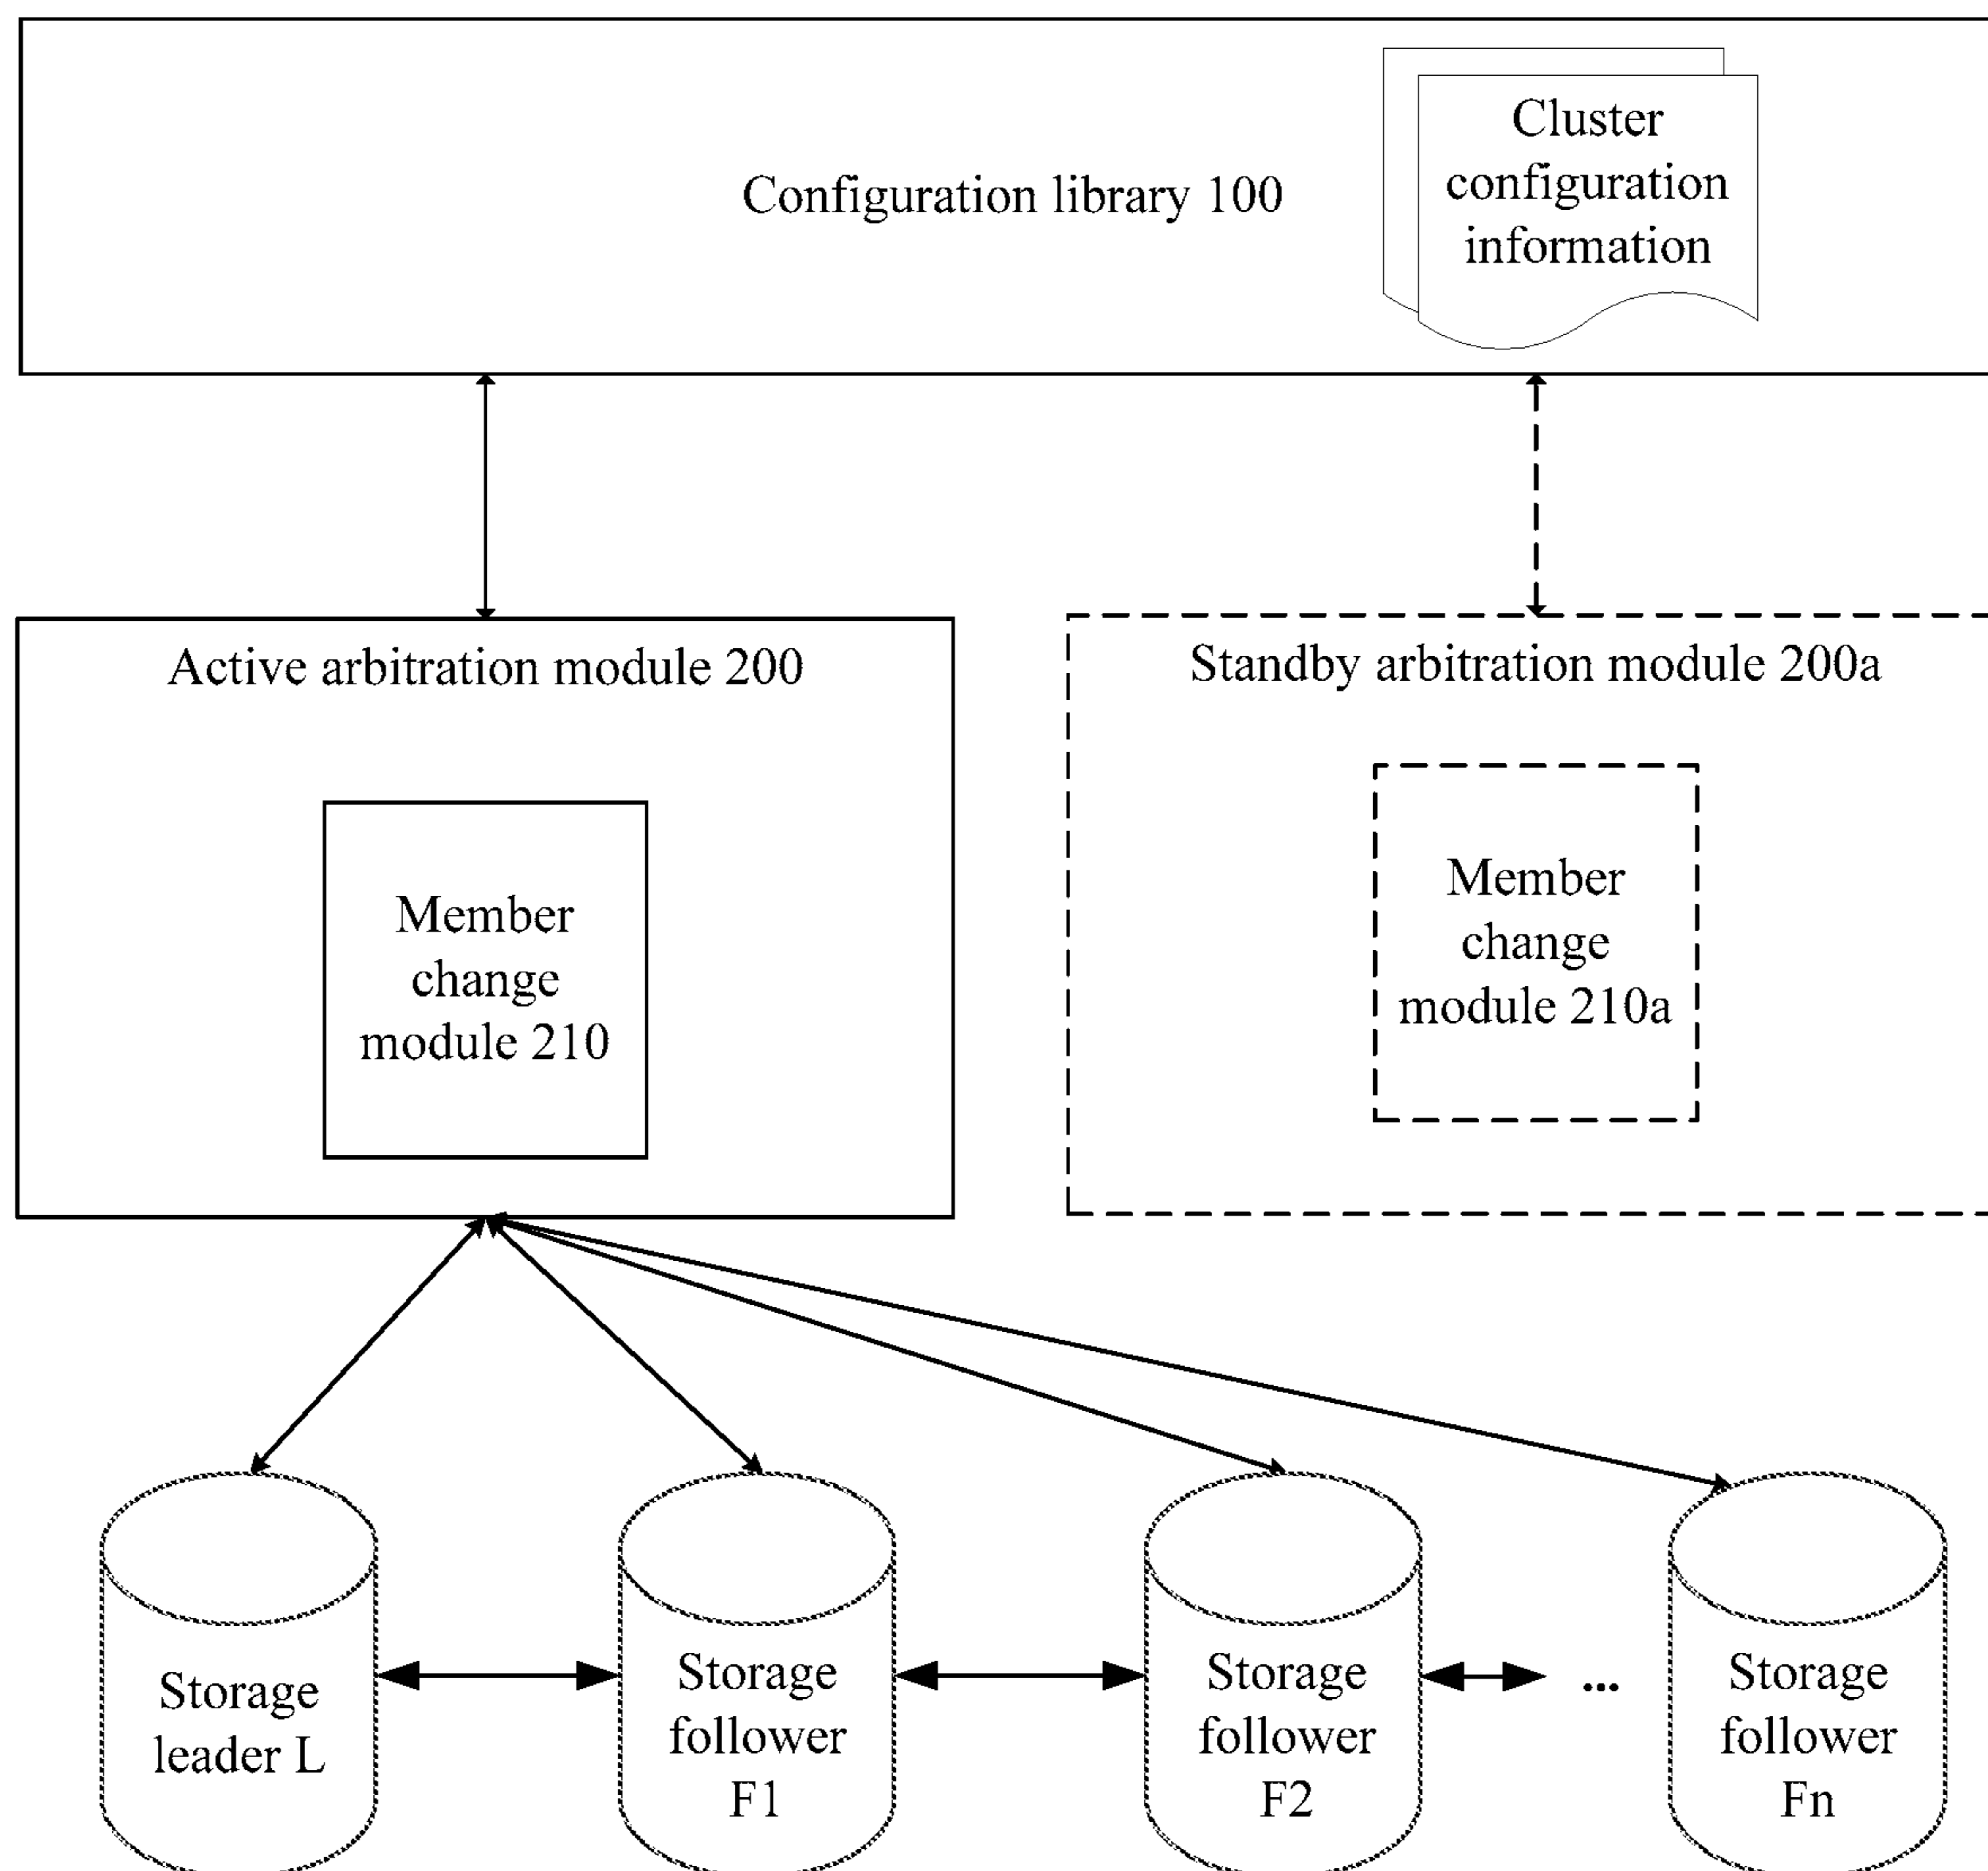 Configuration library 100
Cluster
configuration
information
Active arbitration module 200
Standby arbitration module 200a
Member
change
module 210
Member
change
module 210a
Storage
leader L
Storage
follower
F1
Storage
follower
F2
...
Storage
follower
Fn